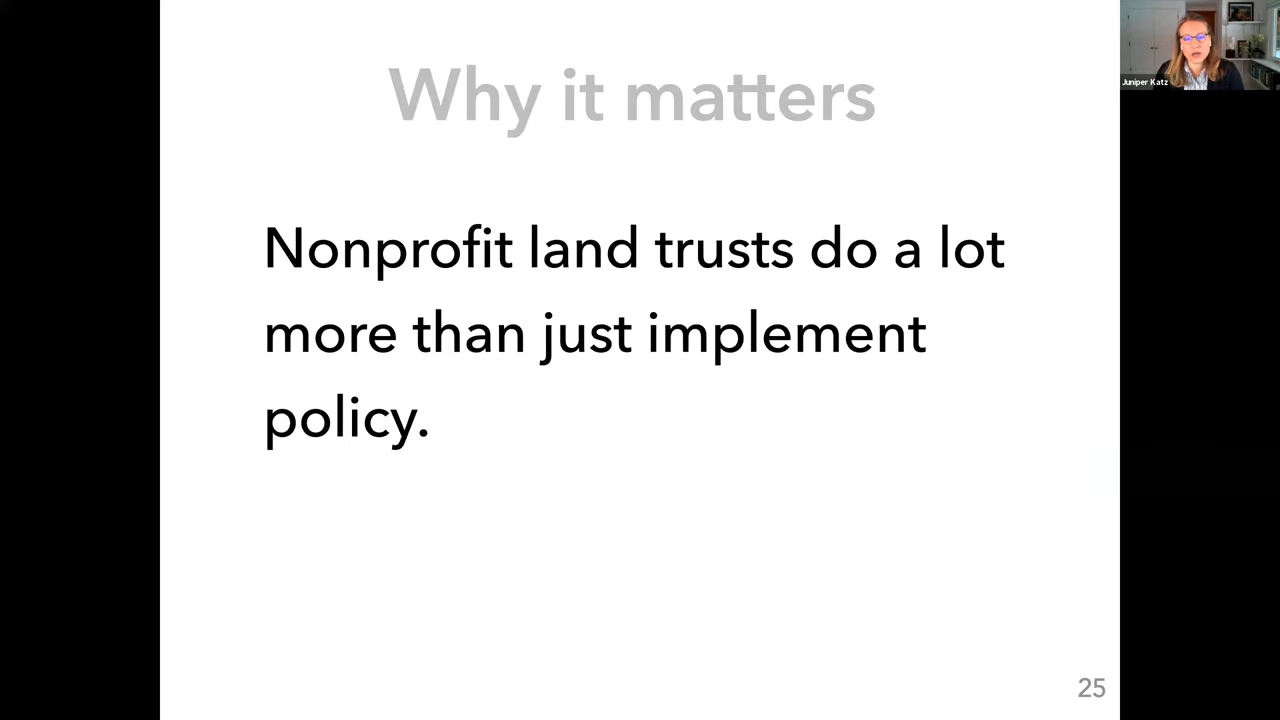 Why it matters
Juniper Katz
Nonprofit land trusts do a lot
more than just implement
policy.
25